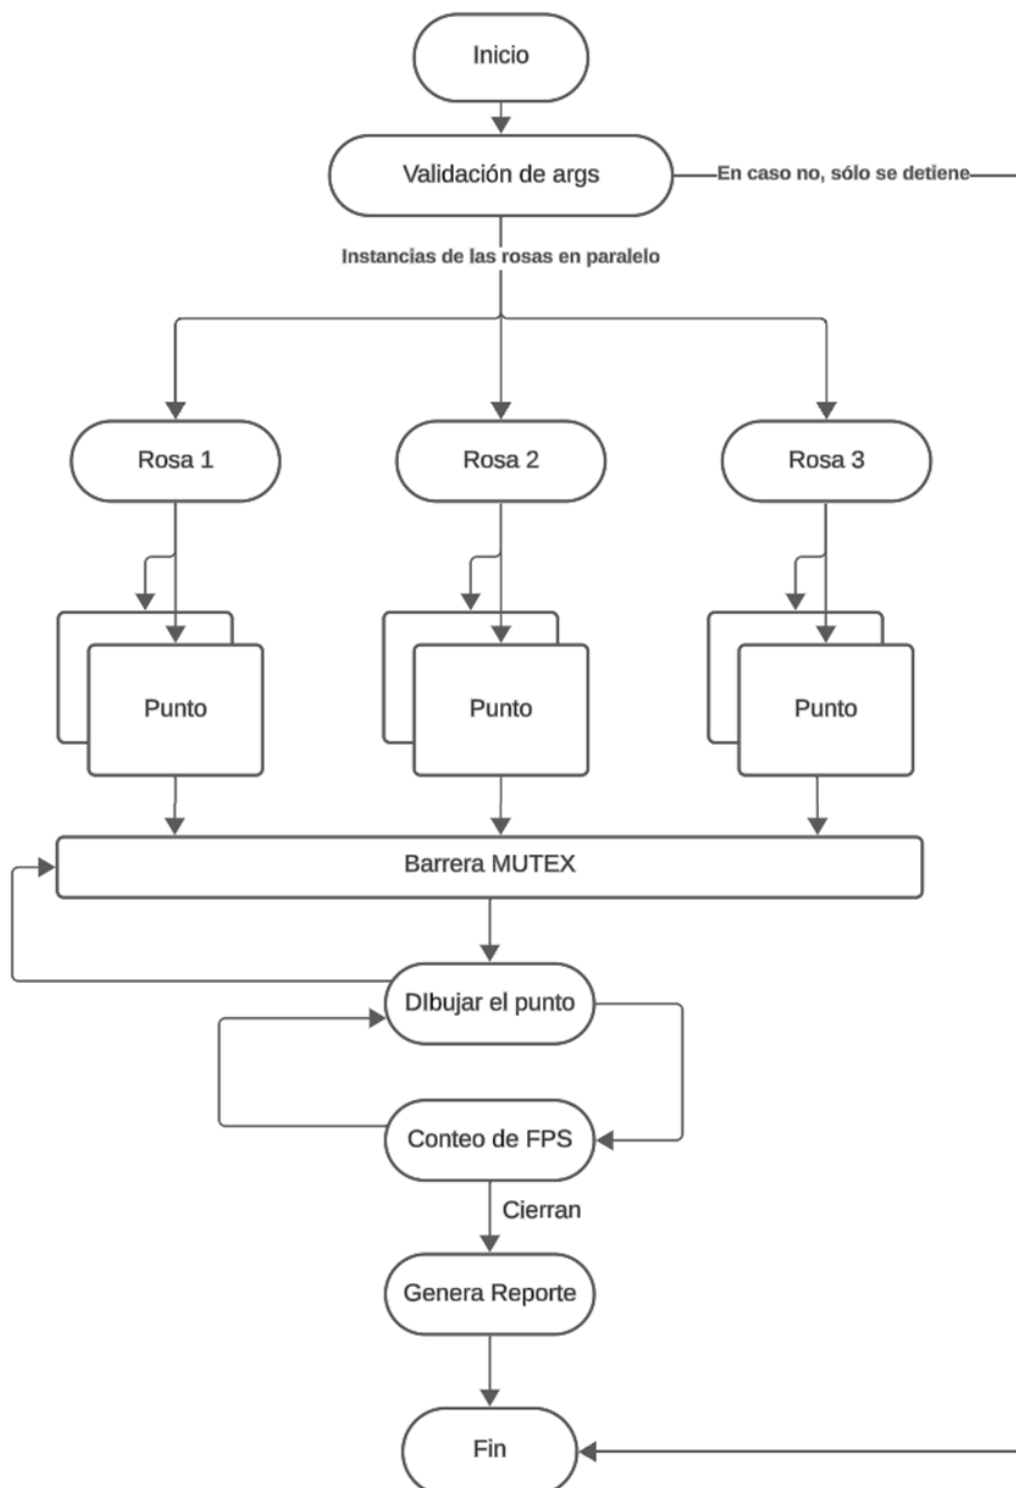 Inicio
Validación de args
En caso no, sólo se detiene
Instancias de las rosas en paralelo
Rosa 1
Rosa 2
Rosa 3
Punto
Punto
Punto
Barrera MUTEX
DIbujar el punto
Conteo de FPS
Cierran
Genera Reporte
Fin